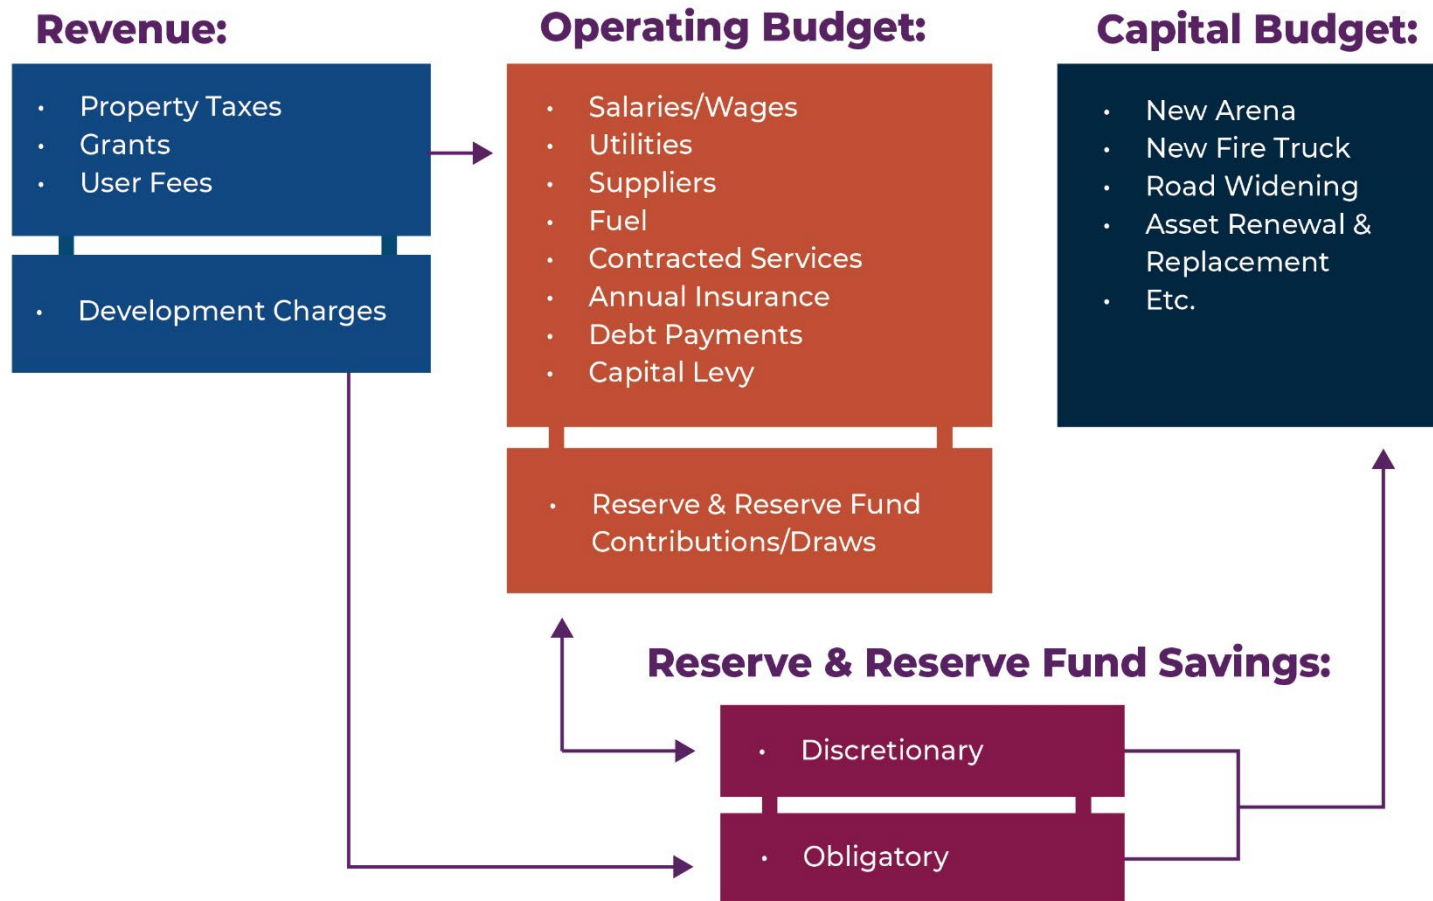 Revenue:
• Property Taxes
• Grants
• User Fees
• Development Charges
Operating Budget:
• Salaries/Wages
• Utilities
• Suppliers
• Fuel
• Contracted Services
• Annual Insurance
• Debt Payments
• Capital Levy
• Reserve & Reserve Fund
Contributions/Draws
Capital Budget:
• New Arena
• New Fire Truck
• Road Widening
• Asset Renewal &
Replacement
• Etc.
Reserve & Reserve Fund Savings:
• Discretionary
• Obligatory